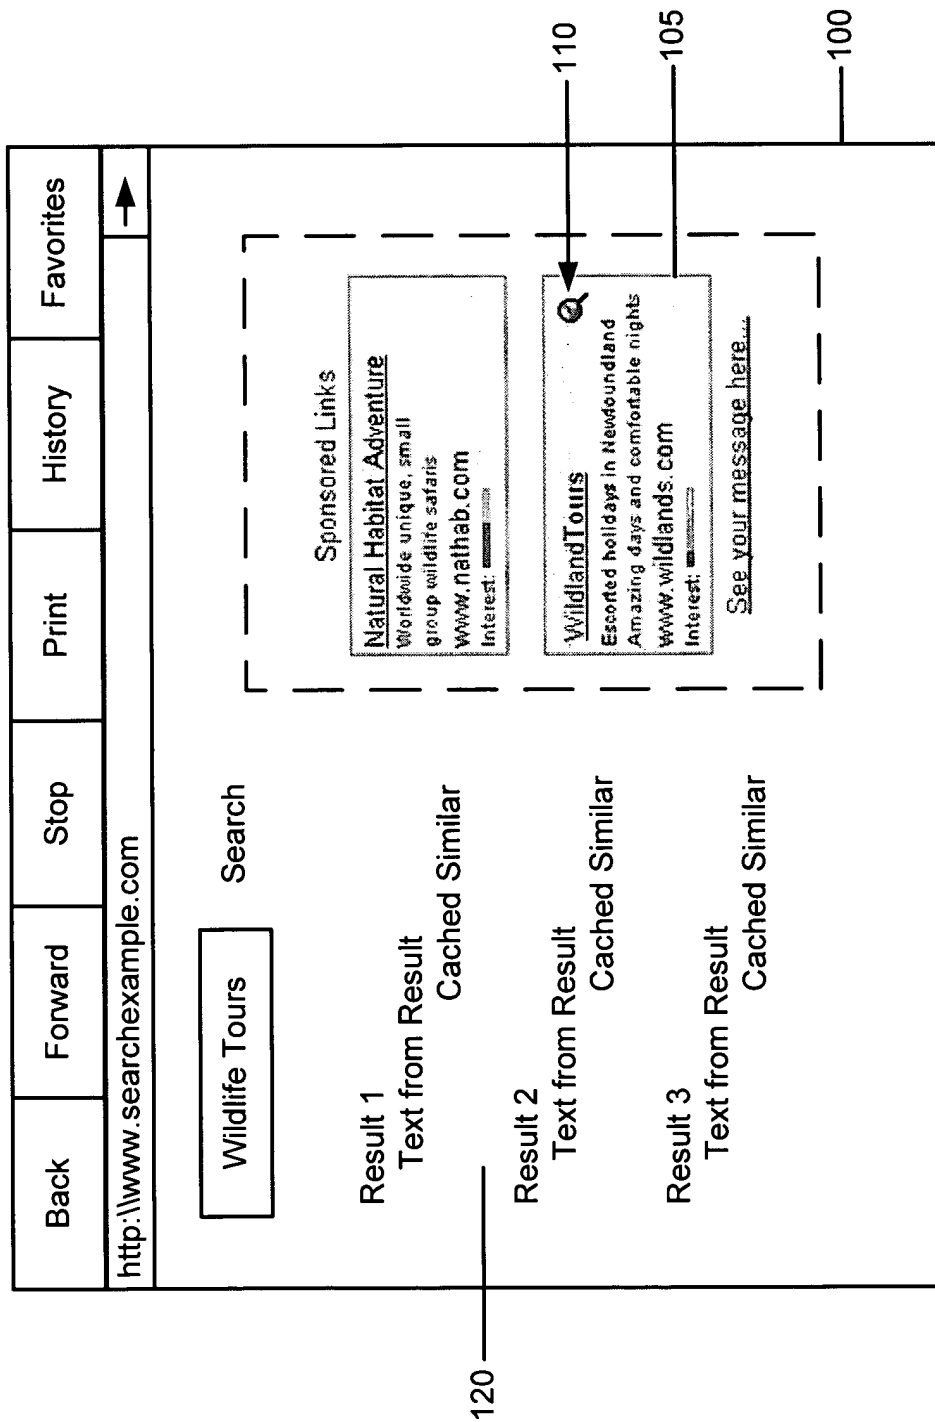 Back Forward Stop Print History Favorites
http:\\www.searchexample.com
Wildlife Tours Search
Result 1
Text from Result
Cached Similar
Result 2
Text from Result
Cached Similar
Result 3
Text from Result
Cached Similar
Sponsored Links
Natural Habitat Adventure
Worldwide unique, small
group wildlife safaris
www.nathab.com
Interest:
WildlandTours
Escorted holidays in Newfoundland
Amazing days and comfortable nights
www.wildlands.com
Interest:
See your message here...
110
105
100
120